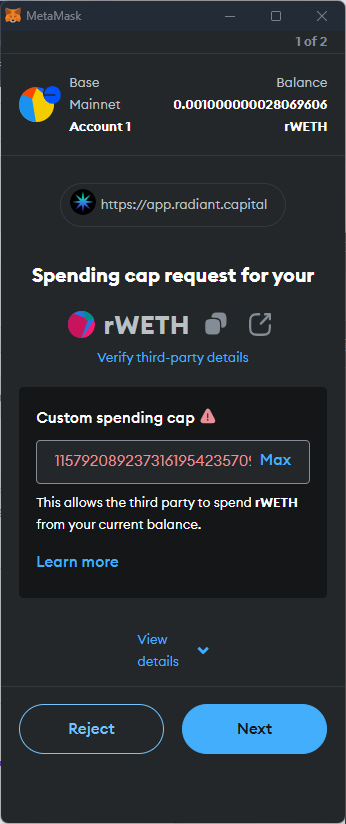 MetaMask
1 of 2
Base
Mainnet
Account 1
Balance
0.001000000028069606
rWETH
https://app.radiant.capital
Spending cap request for your
rWETH
Verify third-party details
Custom spending cap
1157920892373161954235709 Max
This allows the third party to spend rWETH
from your current balance.
Learn more
View
details
Reject
Next